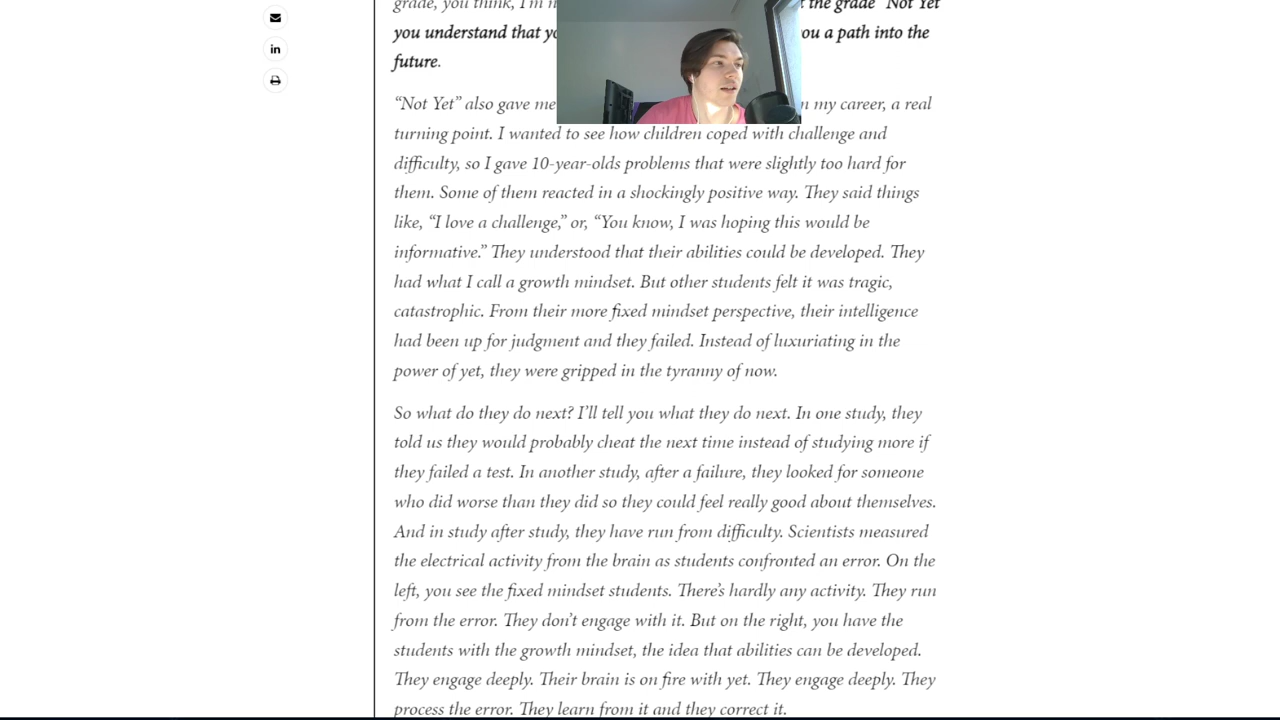 grade, you think, I'm
the grade "Not Yet
you understand that
you a path into the
future.
"Not Yet" also gave me
my career, a real
turning point. I wanted to see how children coped with challenge and
difficulty, so I gave 10-year-olds problems that were slightly too hard for
them. Some of them reacted in a shockingly positive way. They said things
like, "I love a challenge," or, "You know, I was hoping this would be
informative." They understood that their abilities could be developed. They
had what I call a growth mindset. But other students felt it was tragic,
catastrophic. From their more fixed mindset perspective, their intelligence
had been up for judgment and they failed. Instead of luxuriating in the
power of yet, they were gripped in the tyranny of now.
So what do they do next? I'll tell you what they do next. In one study, they
told us they would probably cheat the next time instead of studying more if
they failed a test. In another study, after a failure, they looked for someone
who did worse than they did so they could feel really good about themselves.
And in study after study, they have run from difficulty. Scientists measured
the electrical activity from the brain as students confronted an error. On the
left, you see the fixed mindset students. There's hardly any activity. They run
from the error. They don't engage with it. But on the right, you have the
students with the growth mindset, the idea that abilities can be developed.
They engage deeply. Their brain is on fire with yet. They engage deeply. They
process the error. They learn from it and they correct it.